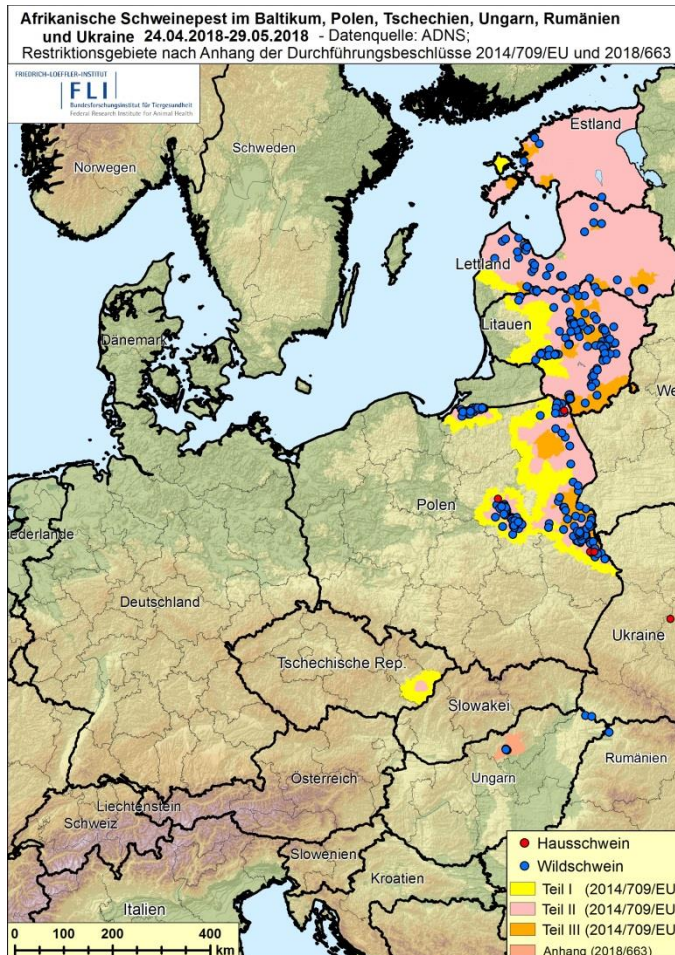 Afrikanische Schweinepest im Baltikum, Polen, Tschechien, Ungarn, Rumänien
und Ukraine 24.04.2018-29.05.2018 - Datenquelle: ADNS;
Restriktionsgebiete nach Anhang der Durchführungsbeschlüsse 2014/709/EU und 2018/663
FRIEDRICH-LOEFFLER-INSTITUT
FLI
Bundesforschungsinstitut für Tiergesundheit
Federal Research Institute for Animal Health
Estland
Schweden
Norwegen
Lettland
Litauen
Dänemark
We
Polen
iederlande
Deutschland
Ukraine
Tschechische Rep.
Slowakei
Rumänien
Ungarn
Österreich
Liechtenstein
Schweiz
Slowenien
Kroatien
Italien
Hausschwein
Wildschwein
Teil I (2014/709/EU
Teil II (2014/709/EU
Teil III (2014/709/EU
Anhang (2018/663)
0 100 200 400
km